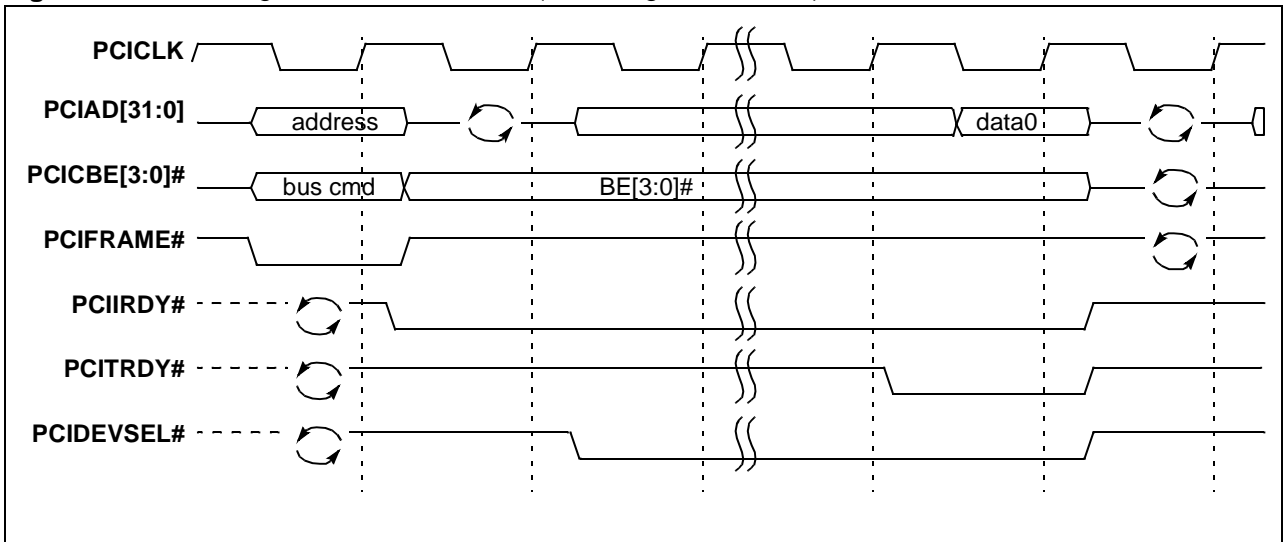 PCICLK
PCIAD[31:0]
address
data0
PCICBE[3:0]#
bus cmd
BE[3:0]#
PCIFRAME#
PCIIRDY#
PCITRDY#
PCIDEVSEL#